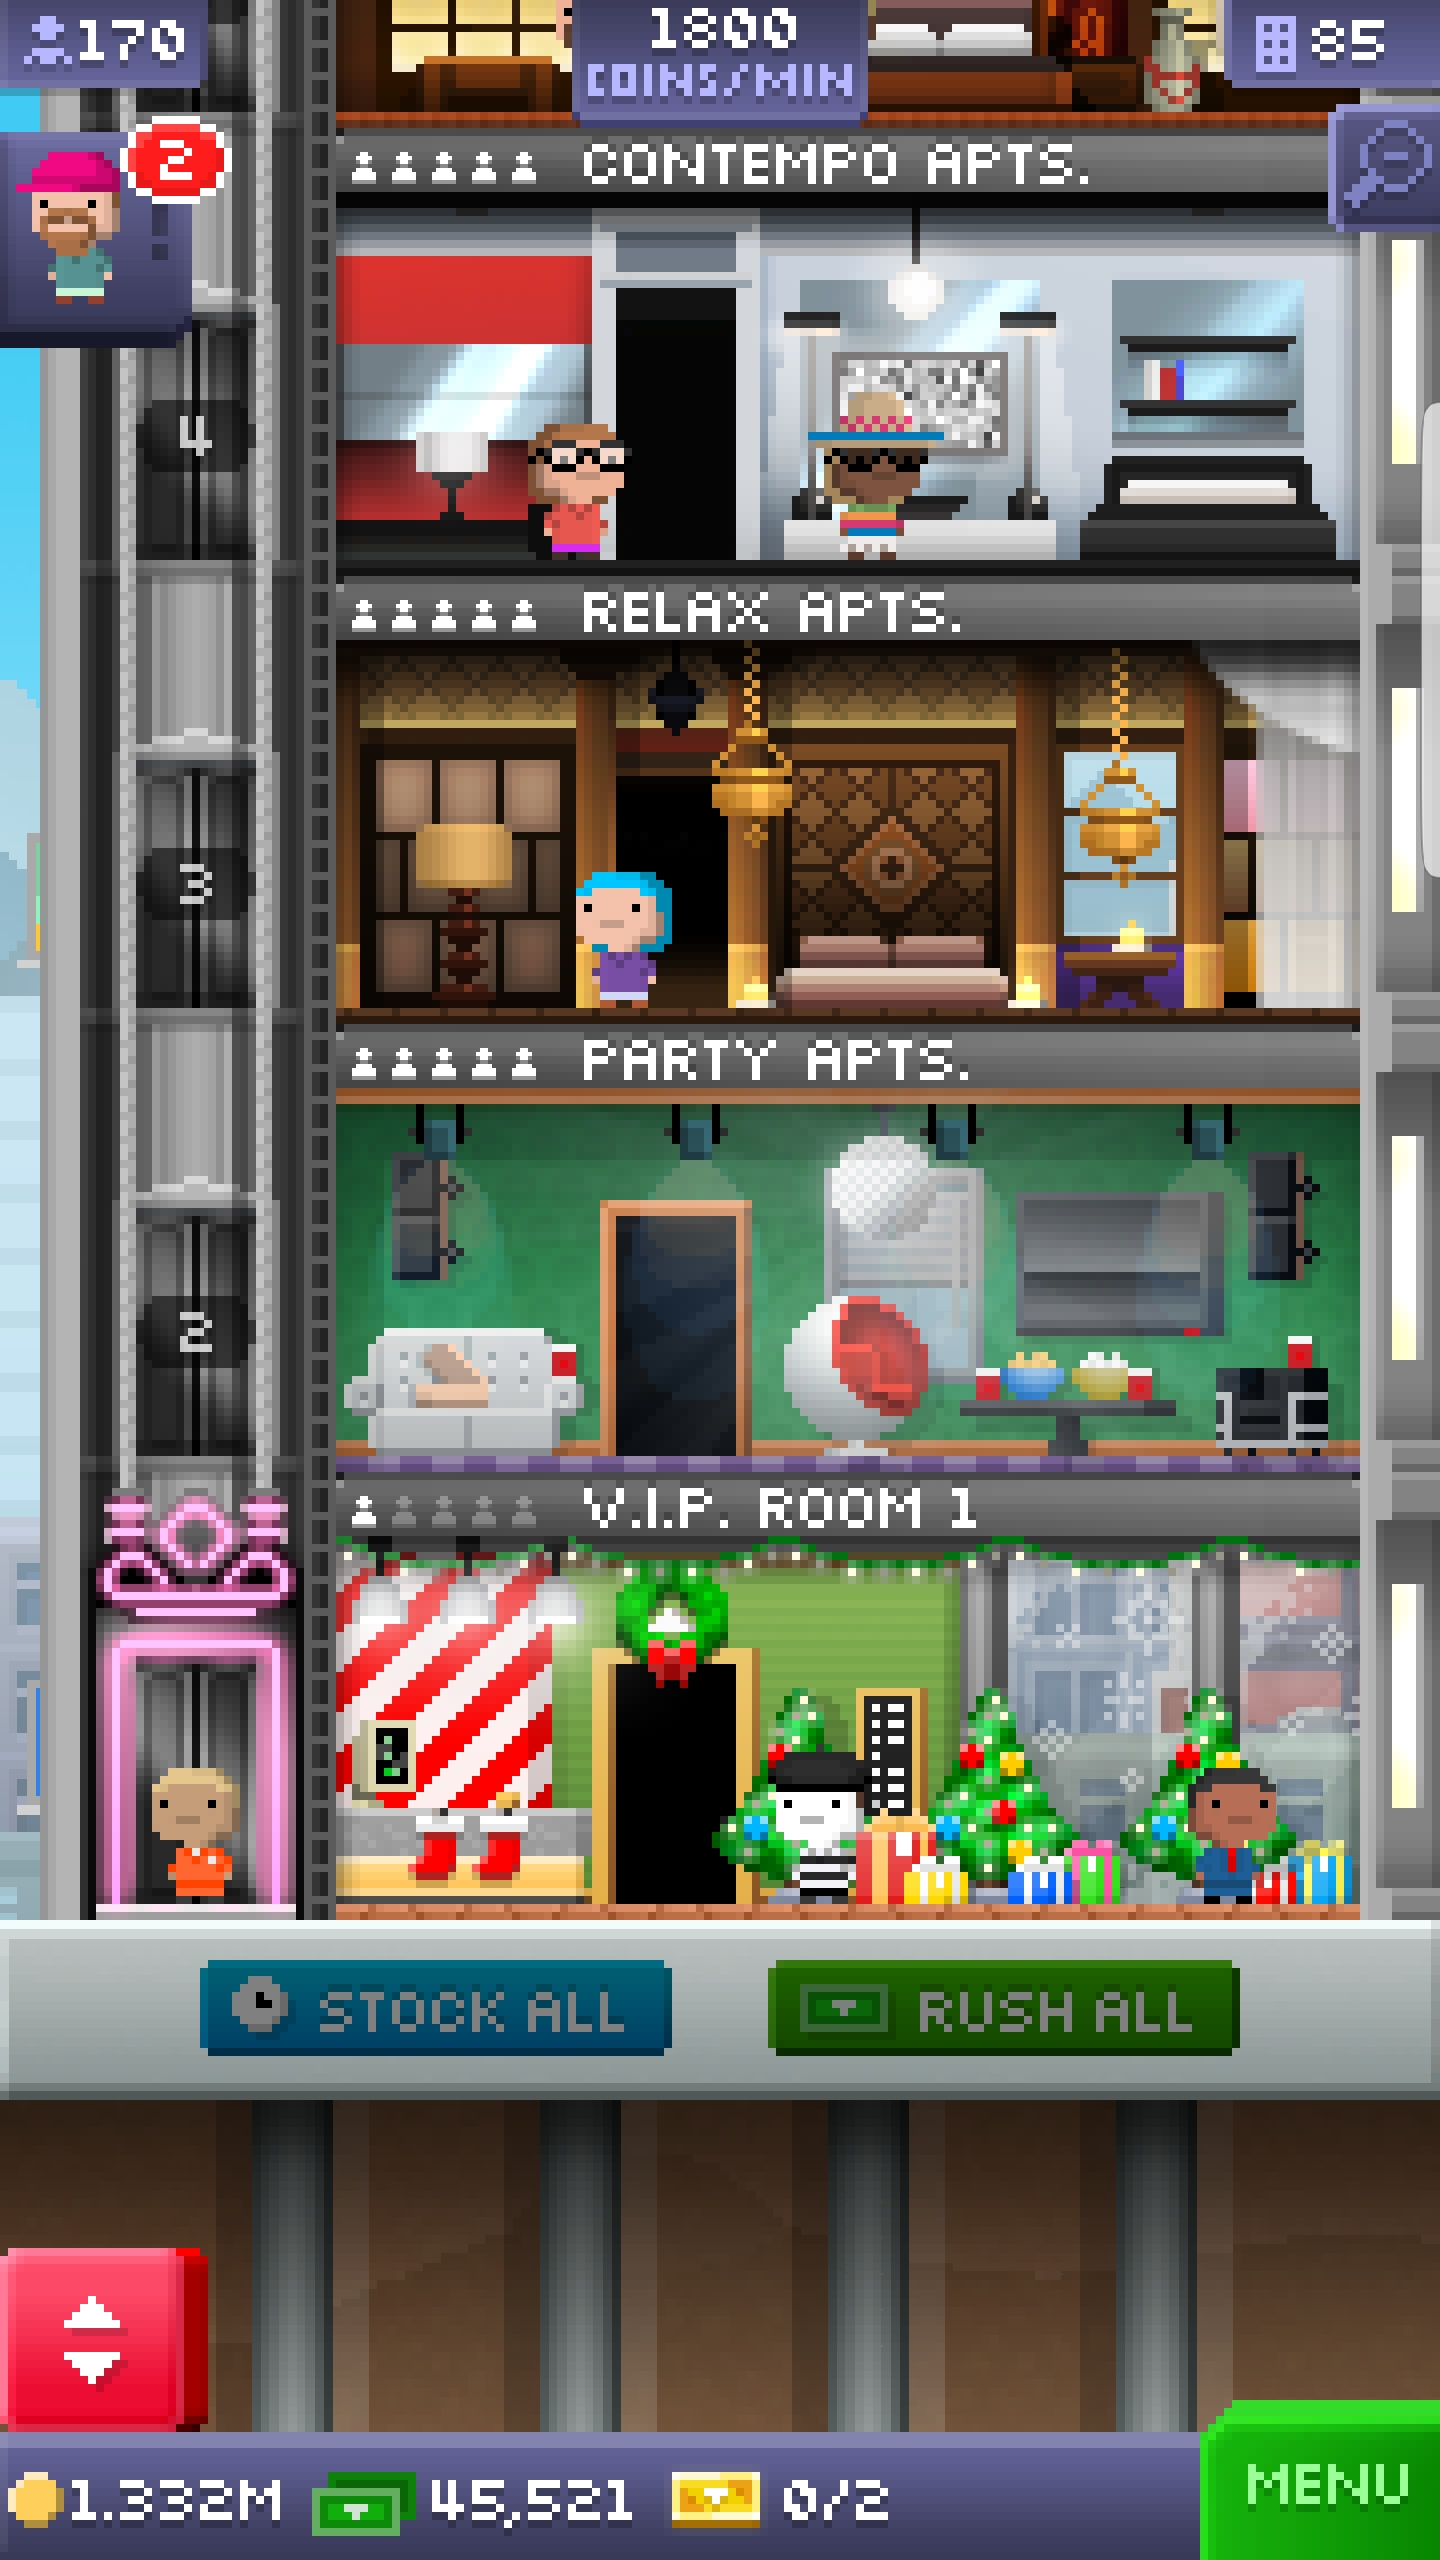 170
1800
COINS/MIN
85
2
CONTEMPO APTS.
4
RELAX APTS.
3
PARTY APTS.
2
V.I.P. ROOM 1
STOCK ALL
RUSH ALL
1.332M
45,521
0/2
MENU